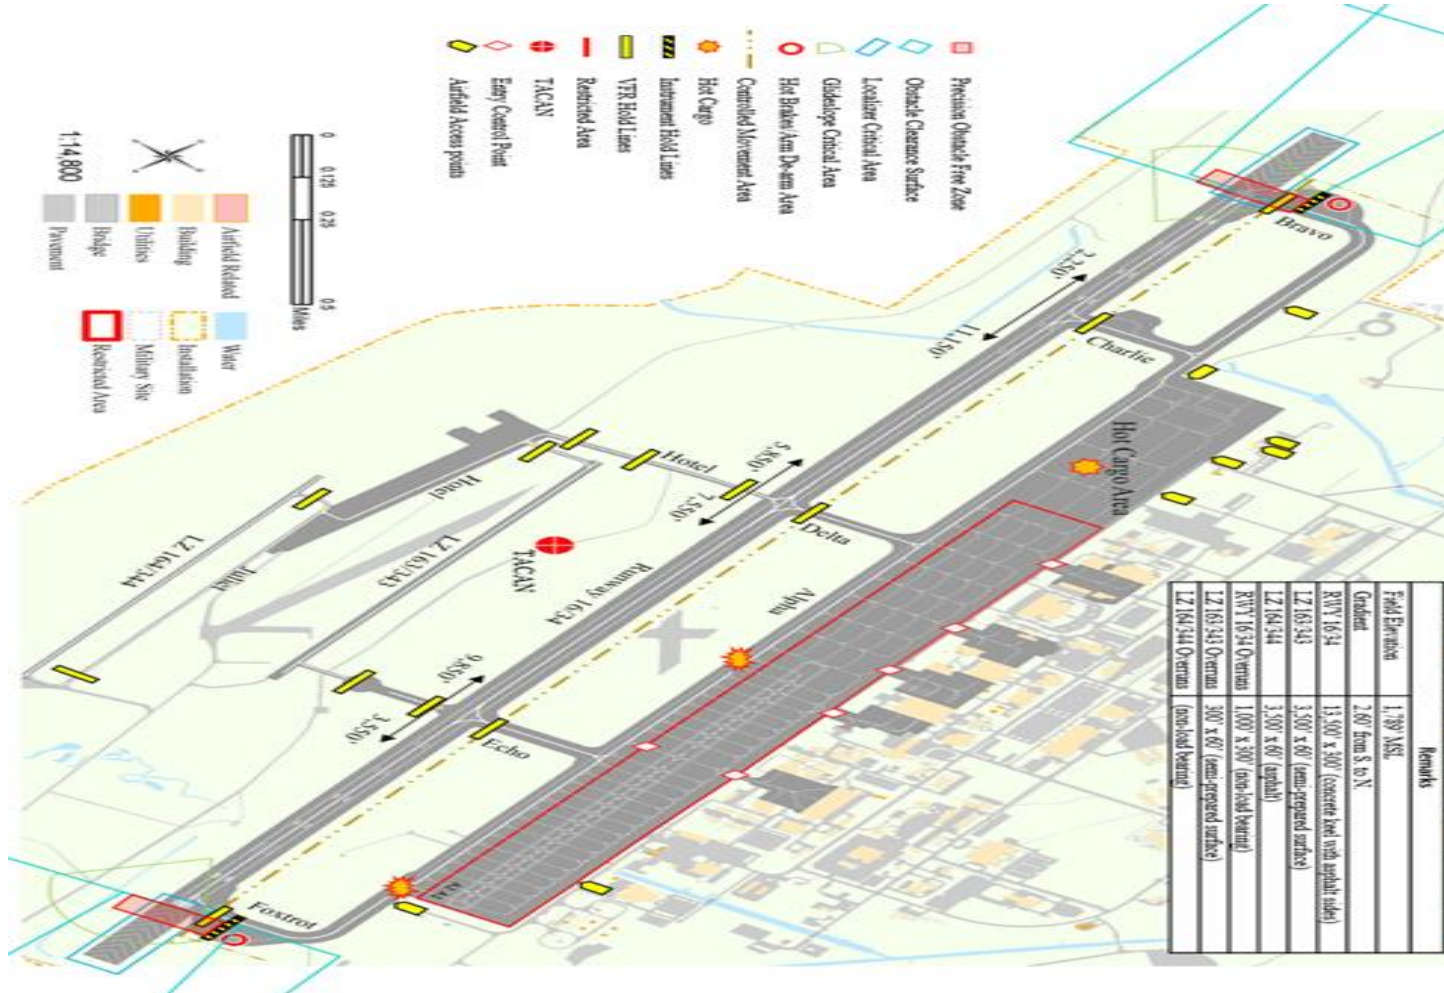 Precision Obstacle Free Zone
Obstacle Clearance Surface
Localizer Critical Area
Glideslope Critical Area
Hot Brakes/Arm De-arm Area
Controlled Movement Area
Hot Cargo
Instrument Hold Lines
VFR Hold Lines
Restricted Area
TACAN
Entry Control Point
Airfield Access points
0 0.125 0.25 0.5
Miles
1:14,800
Airfield Related
Building
Utilities
Bridge
Pavement
Water
Installation
Military Site
Restricted Area
Remarks
Field Elevation 1,789' MSL
Gradient 2.60' from S. to N.
RWY 16/34 13,500' x 300' (concrete keel with asphalt sides)
LZ 163/343 3,500' x 60' (semi-prepared surface)
LZ 164/344 3,500' x 60' (asphalt)
RWY 16/34 Overruns 1,000' x 300' (non-load bearing)
LZ 163/343 Overruns 300' x 60' (semi-prepared surface)
LZ 164/344 Overruns (non-load bearing)
Bravo
2,250'
11,150'
Charlie
Hot Cargo Area
Hotel
5,850'
7,550'
Delta
Hotel
LZ 164/344
Juliet
LZ 163/343
TACAN
Runway 16/34
Alpha
9,850'
3,550'
Echo
Foxtrot